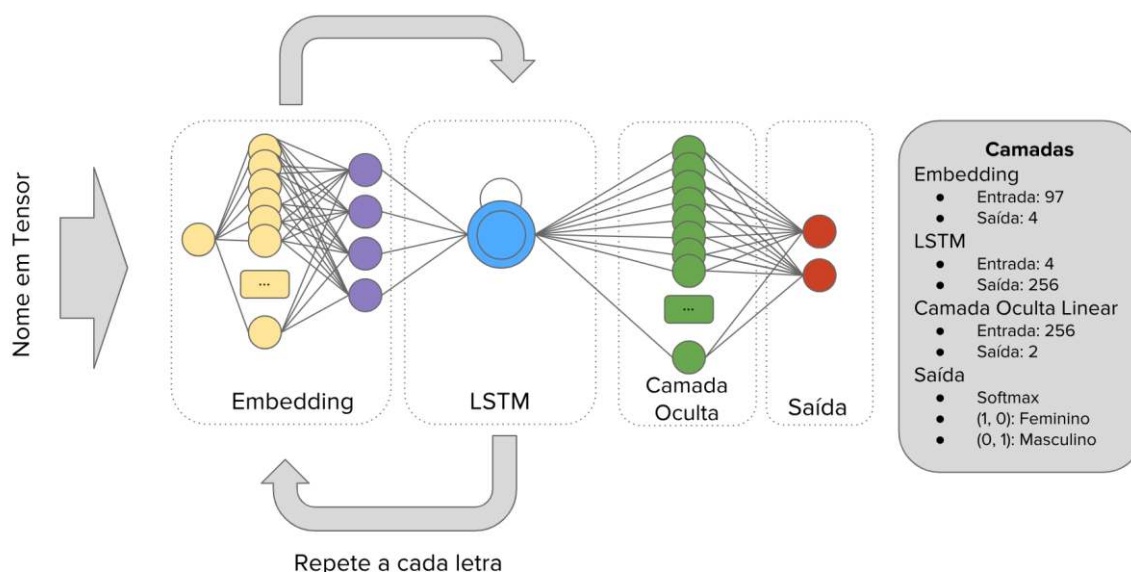 Nome em Tensor
...
...
Embedding
LSTM
Camada
Oculta
Saída
Repete a cada letra
Camadas
Embedding
● Entrada: 97
● Saída: 4
LSTM
● Entrada: 4
● Saída: 256
Camada Oculta Linear
● Entrada: 256
● Saída: 2
Saída
● Softmax
● (1, 0): Feminino
● (0, 1): Masculino